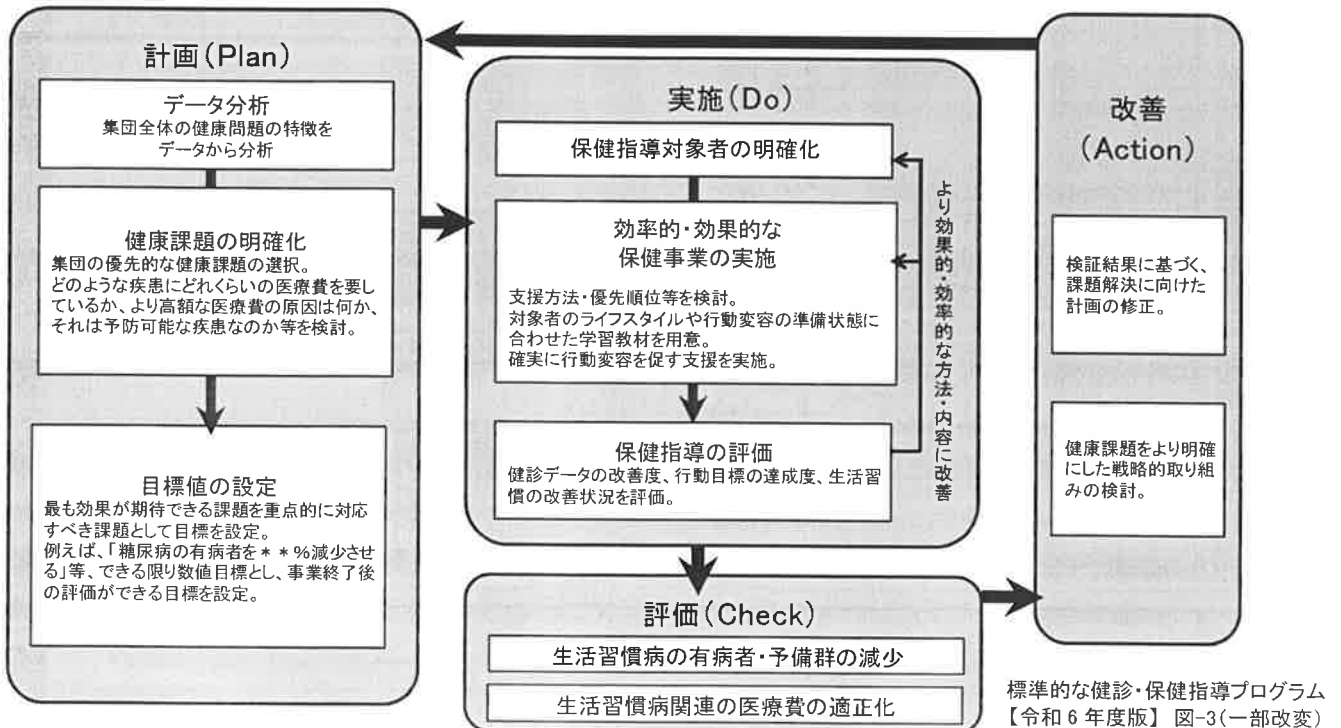 計画(Plan)
データ分析
集団全体の健康問題の特徴を
データから分析
健康課題の明確化
集団の優先的な健康課題の選択。
どのような疾患にどれくらいの医療費を要し
ているか、より高額な医療費の原因は何か、
それは予防可能な疾患なのか等を検討。
目標値の設定
最も効果が期待できる課題を重点的に対応
すべき課題として目標を設定。
例えば、「糖尿病の有病者を**%減少させ
る」等、できる限り数値目標とし、事業終了後
の評価ができる目標を設定。
実施(Do)
保健指導対象者の明確化
効率的・効果的な
保健事業の実施
支援方法・優先順位等を検討。
対象者のライフスタイルや行動変容の準備状態に
合わせた学習教材を用意。
確実に行動変容を促す支援を実施。
保健指導の評価
健診データの改善度、行動目標の達成度、生活習
慣の改善状況を評価。
より効果的・効率的な方法・内容に改善
評価(Check)
生活習慣病の有病者・予備群の減少
生活習慣病関連の医療費の適正化
改善
(Action)
検証結果に基づく、
課題解決に向けた
計画の修正。
健康課題をより明確
にした戦略的取り組
みの検討。
標準的な健診・保健指導プログラム
【令和6年度版】 図-3(一部改変)